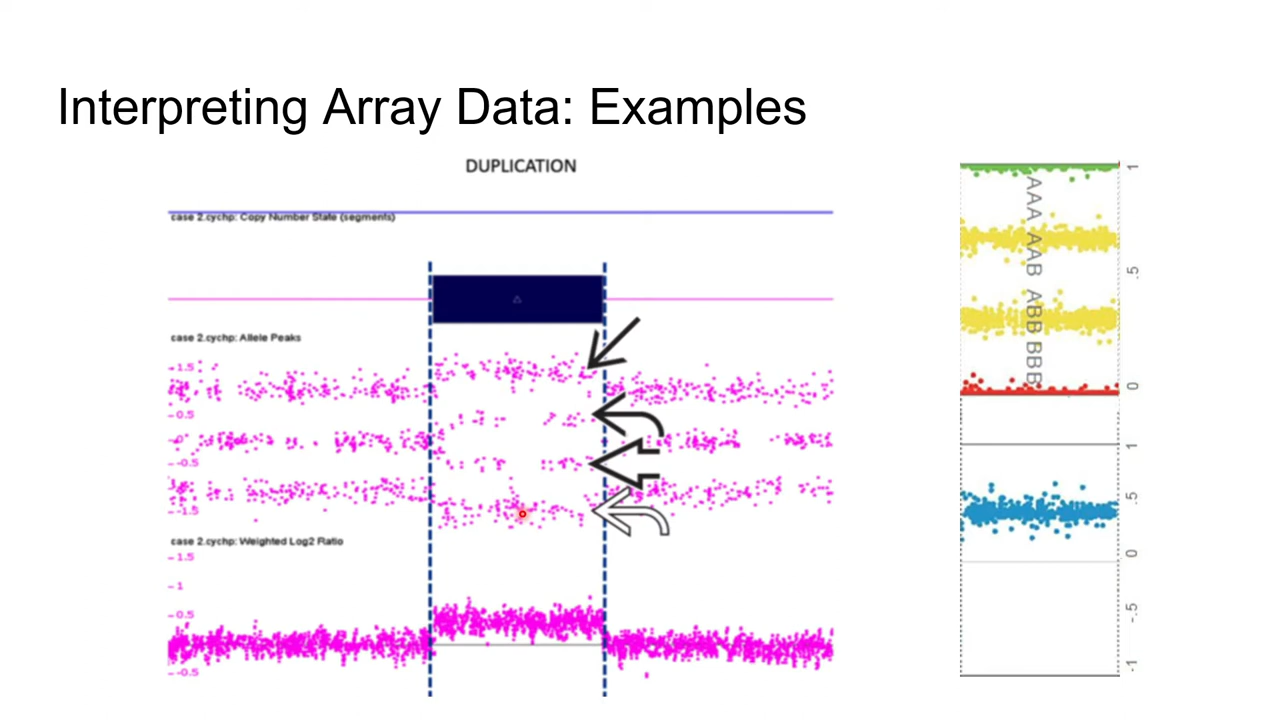 Interpreting Array Data: Examples
DUPLICATION
case 2.cychp: Copy Number State (segments)
case 2.cychp: Allele Peaks
1.5
0.5
0
-0.5
-1.5
case 2.cychp: Weighted Log2 Ratio
1.5
1
0.5
-0.5
AAA AAB ABB BBB
1
.5
0
1
.5
0
-.5
-1